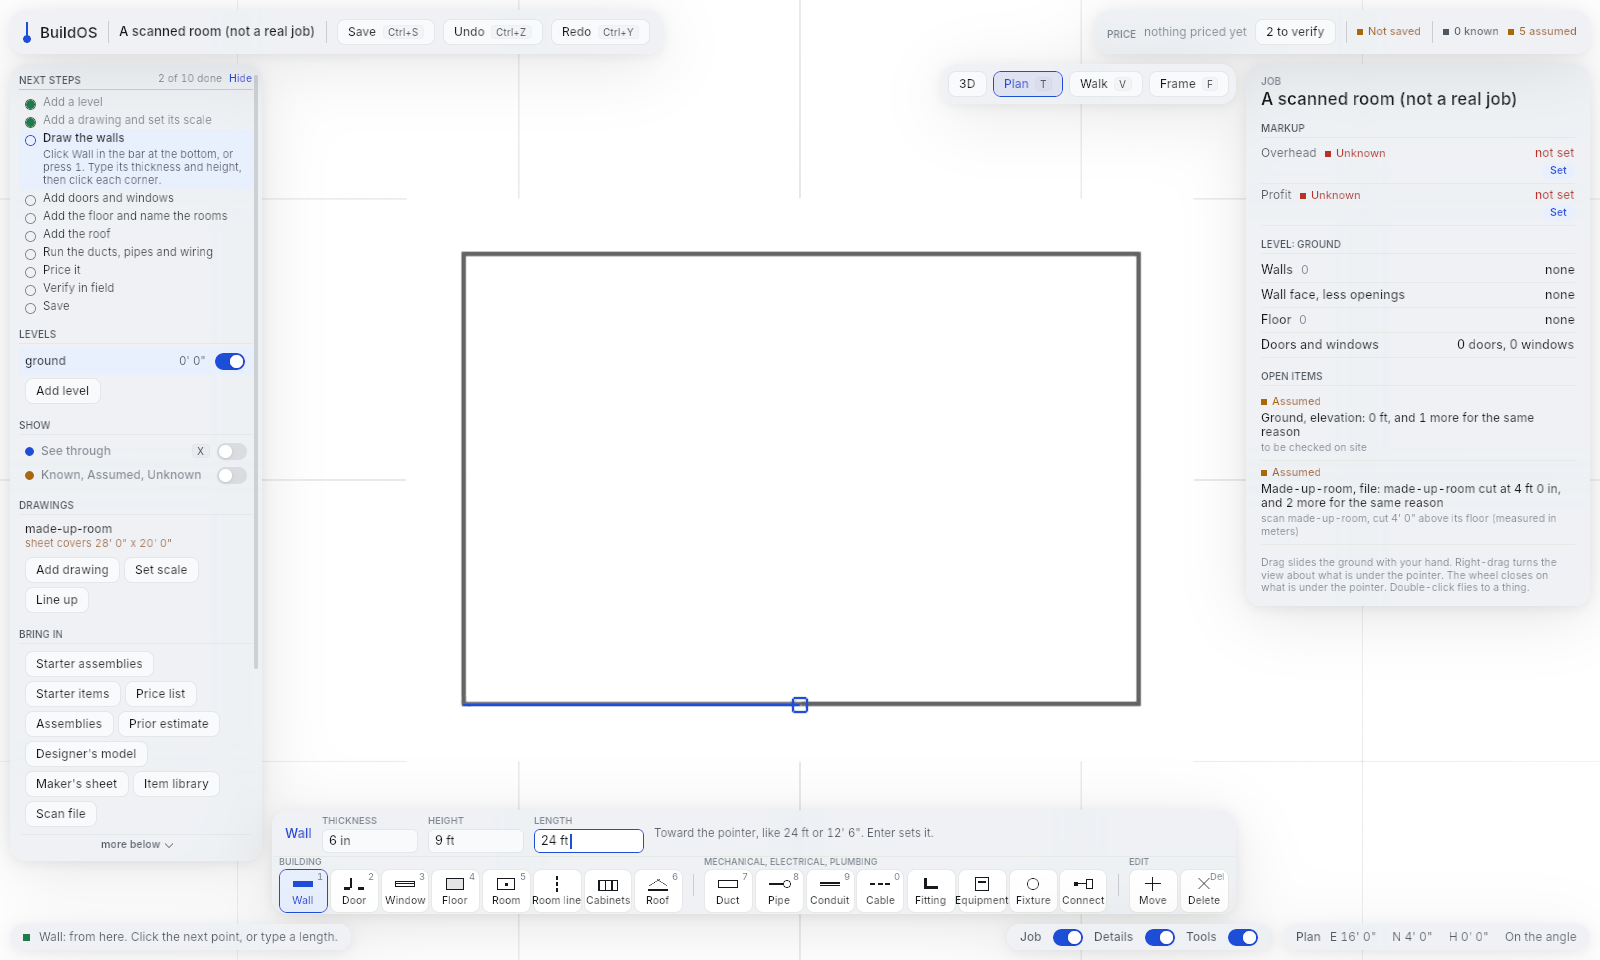 BuildOS
A scanned room (not a real job)
Save Ctrl+S
Undo Ctrl+Z
Redo Ctrl+Y
PRICE nothing priced yet
2 to verify
Not saved
0 known
5 assumed
3D
Plan T
Walk V
Frame F
NEXT STEPS 2 of 10 done Hide
Add a level
Add a drawing and set its scale
Draw the walls
Click Wall in the bar at the bottom, or
press 1. Type its thickness and height,
then click each corner.
Add doors and windows
Add the floor and name the rooms
Add the roof
Run the ducts, pipes and wiring
Price it
Verify in field
Save
LEVELS
ground 0' 0"
Add level
SHOW
See through X
Known, Assumed, Unknown
DRAWINGS
made-up-room
sheet covers 28' 0" x 20' 0"
Add drawing Set scale
Line up
BRING IN
Starter assemblies
Starter items Price list
Assemblies Prior estimate
Designer's model
Maker's sheet Item library
Scan file
more below
JOB
A scanned room (not a real job)
MARKUP
Overhead Unknown not set
Set
Profit Unknown not set
Set
LEVEL: GROUND
Walls 0 none
Wall face, less openings none
Floor 0 none
Doors and windows 0 doors, 0 windows
OPEN ITEMS
Assumed
Ground, elevation: 0 ft, and 1 more for the same
reason
to be checked on site
Assumed
Made-up-room, file: made-up-room cut at 4 ft 0 in,
and 2 more for the same reason
scan made-up-room, cut 4' 0" above its floor (measured in
meters)
Drag slides the ground with your hand. Right-drag turns the
view about what is under the pointer. The wheel closes on
what is under the pointer. Double-click flies to a thing.
THICKNESS HEIGHT LENGTH
Wall 6 in 9 ft 24 ft Toward the pointer, like 24 ft or 12' 6". Enter sets it.
BUILDING MECHANICAL, ELECTRICAL, PLUMBING EDIT
1 2 3 4 5 6 7 8 9 0 Del
Wall Door Window Floor Room Room line Cabinets Roof Duct Pipe Conduit Cable Fitting Equipment Fixture Connect Move Delete
Wall: from here. Click the next point, or type a length.
Job Details Tools
Plan E 16' 0" N 4' 0" H 0' 0" On the angle